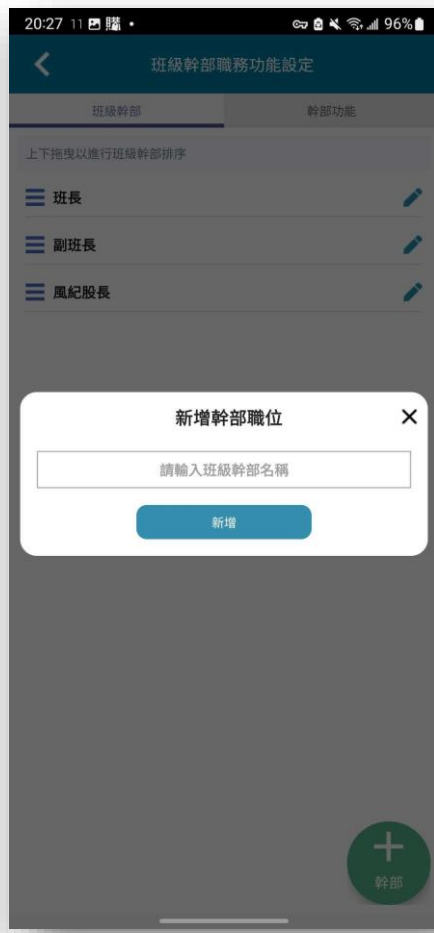 20:27 11
96%
班級幹部職務功能設定
班級幹部 幹部功能
上下拖曳以進行班級幹部排序
班長
副班長
風紀股長
新增幹部職位
請輸入班級幹部名稱
新增
幹部